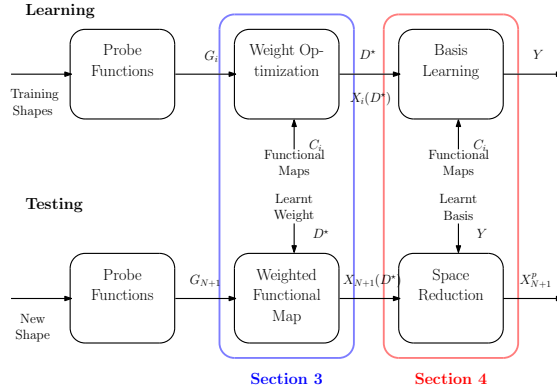 Learning
Probe
Functions
Weight Op-
timization
Basis
Learning
G_i
D^⋆
X_i(D^⋆)
Y
Training
Shapes
C_i
Functional
Maps
C_i
Functional
Maps
Testing
Learnt
Weight
D^⋆
Learnt
Basis
Y
Probe
Functions
Weighted
Functional
Map
Space
Reduction
G_{N+1}
X_{N+1}(D^⋆)
X^p_{N+1}
New
Shape
Section 3
Section 4